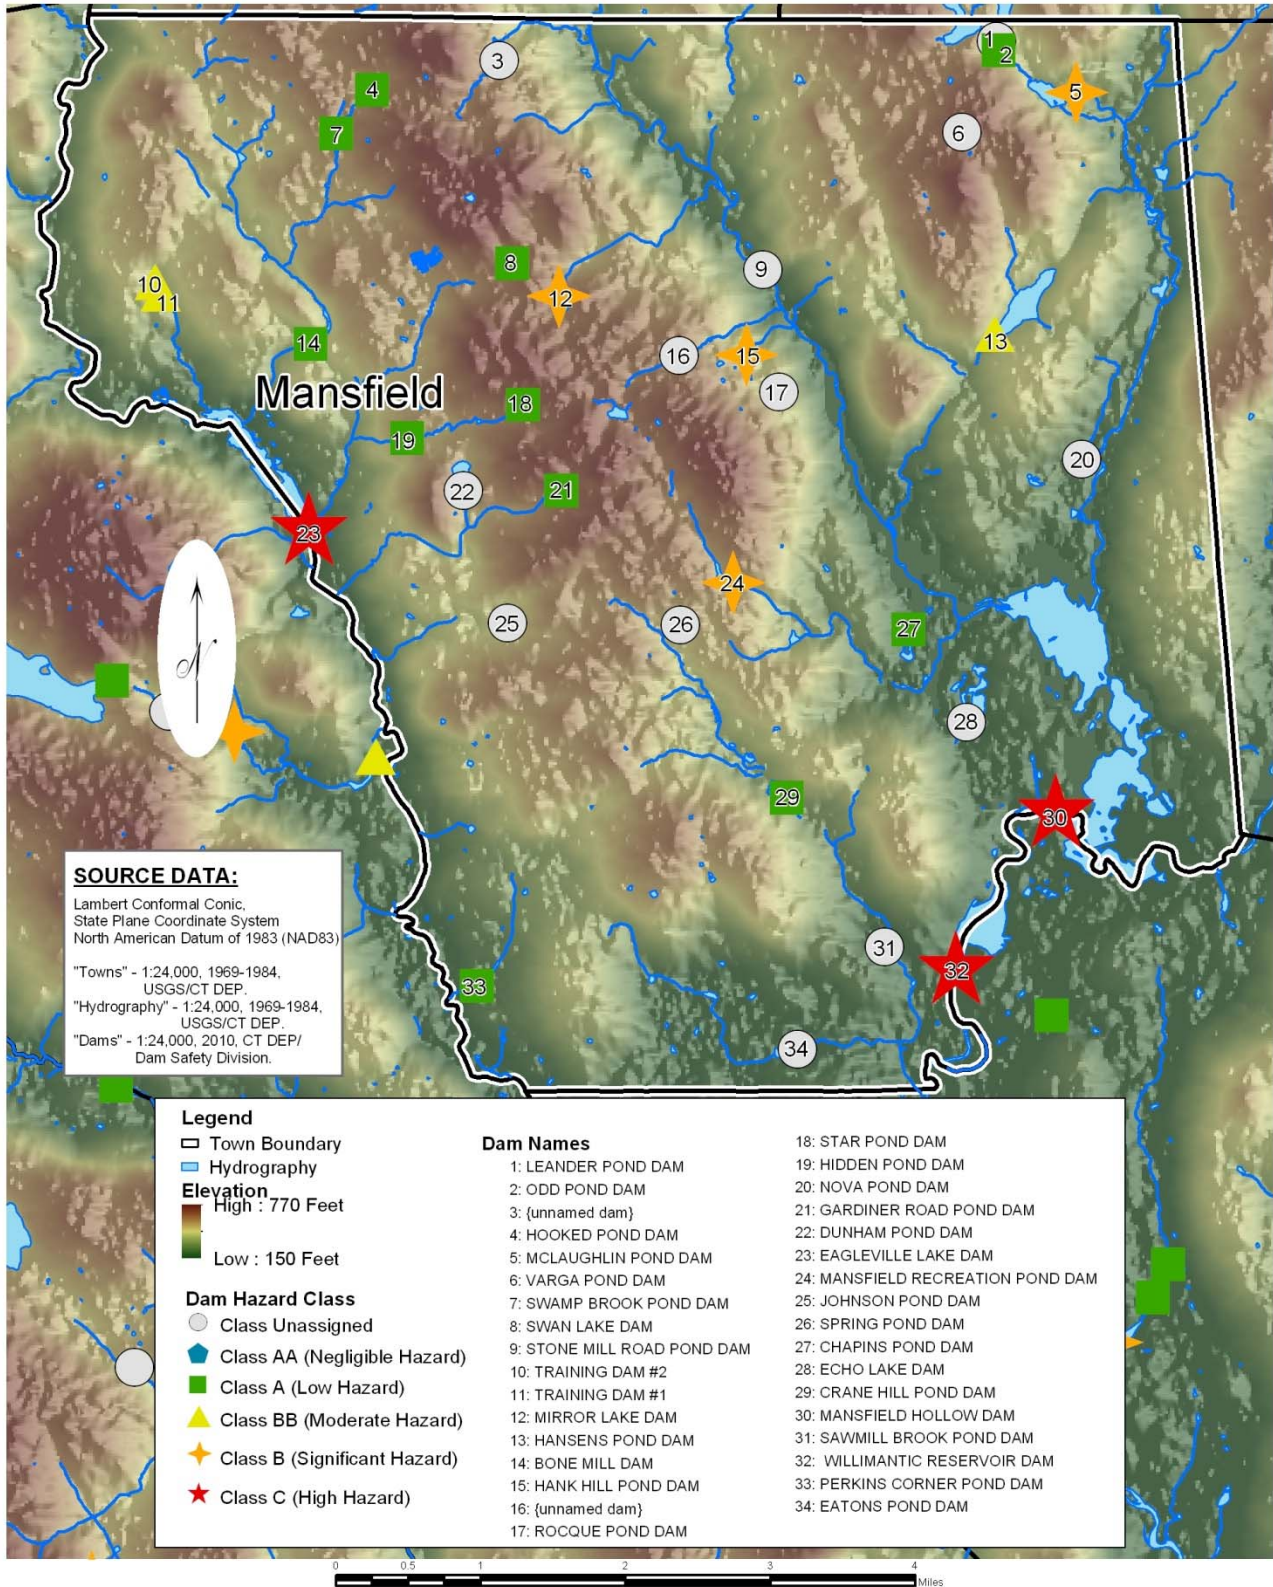 1
2
3
4
5
6
7
8
9
10
11
12
13
14
15
16
17
Mansfield
18
19
20
21
22
23
24
25
26
27
28
29
30
31
32
33
34
N
SOURCE DATA:
Lambert Conformal Conic,
State Plane Coordinate System
North American Datum of 1983 (NAD83)
"Towns" - 1:24,000, 1969-1984,
USGS/CT DEP.
"Hydrography" - 1:24,000, 1969-1984,
USGS/CT DEP.
"Dams" - 1:24,000, 2010, CT DEP/
Dam Safety Division.
Legend
Town Boundary
Hydrography
Elevation
High : 770 Feet
Low : 150 Feet
Dam Hazard Class
Class Unassigned
Class AA (Negligible Hazard)
Class A (Low Hazard)
Class BB (Moderate Hazard)
Class B (Significant Hazard)
Class C (High Hazard)
Dam Names
1: LEANDER POND DAM
2: ODD POND DAM
3: {unnamed dam}
4: HOOKED POND DAM
5: MCLAUGHLIN POND DAM
6: VARGA POND DAM
7: SWAMP BROOK POND DAM
8: SWAN LAKE DAM
9: STONE MILL ROAD POND DAM
10: TRAINING DAM #2
11: TRAINING DAM #1
12: MIRROR LAKE DAM
13: HANSENS POND DAM
14: BONE MILL DAM
15: HANK HILL POND DAM
16: {unnamed dam}
17: ROCQUE POND DAM
18: STAR POND DAM
19: HIDDEN POND DAM
20: NOVA POND DAM
21: GARDINER ROAD POND DAM
22: DUNHAM POND DAM
23: EAGLEVILLE LAKE DAM
24: MANSFIELD RECREATION POND DAM
25: JOHNSON POND DAM
26: SPRING POND DAM
27: CHAPINS POND DAM
28: ECHO LAKE DAM
29: CRANE HILL POND DAM
30: MANSFIELD HOLLOW DAM
31: SAWMILL BROOK POND DAM
32: WILLIMANTIC RESERVOIR DAM
33: PERKINS CORNER POND DAM
34: EATONS POND DAM
0 0.5 1 2 3 4
Miles